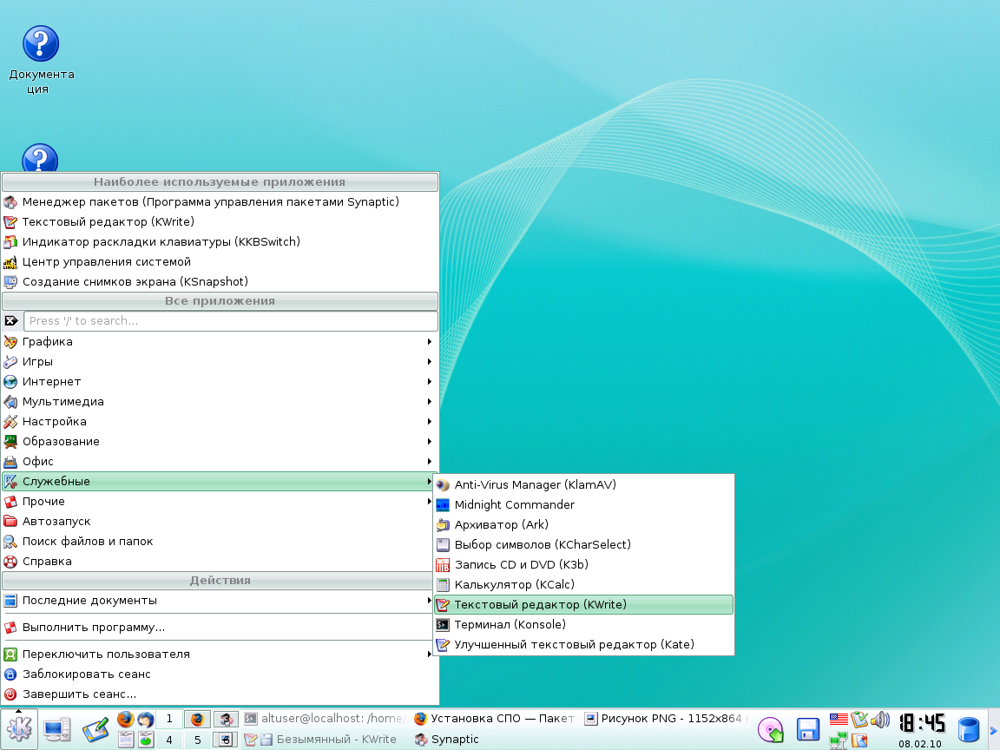 Документа
ция
Наиболее используемые приложения
Менеджер пакетов (Программа управления пакетами Synaptic)
Текстовый редактор (KWrite)
Индикатор раскладки клавиатуры (KKBSwitch)
Центр управления системой
Создание снимков экрана (KSnapshot)
Все приложения
Press '/' to search...
Графика
Игры
Интернет
Мультимедиа
Настройка
Образование
Офис
Служебные
Прочие
Автозапуск
Поиск файлов и папок
Справка
Действия
Последние документы
Выполнить программу...
Переключить пользователя
Заблокировать сеанс
Завершить сеанс...
Anti-Virus Manager (KlamAV)
Midnight Commander
Архиватор (Ark)
Выбор символов (KCharSelect)
Запись CD и DVD (K3b)
Калькулятор (KCalc)
Текстовый редактор (KWrite)
Терминал (Konsole)
Улучшенный текстовый редактор (Kate)
1 2 3
4 5 6
altuser@localhost: /home/
Установка СПО — Пакет
Рисунок PNG - 1152x864
Безымянный - KWrite
Synaptic
18:45
08.02.10